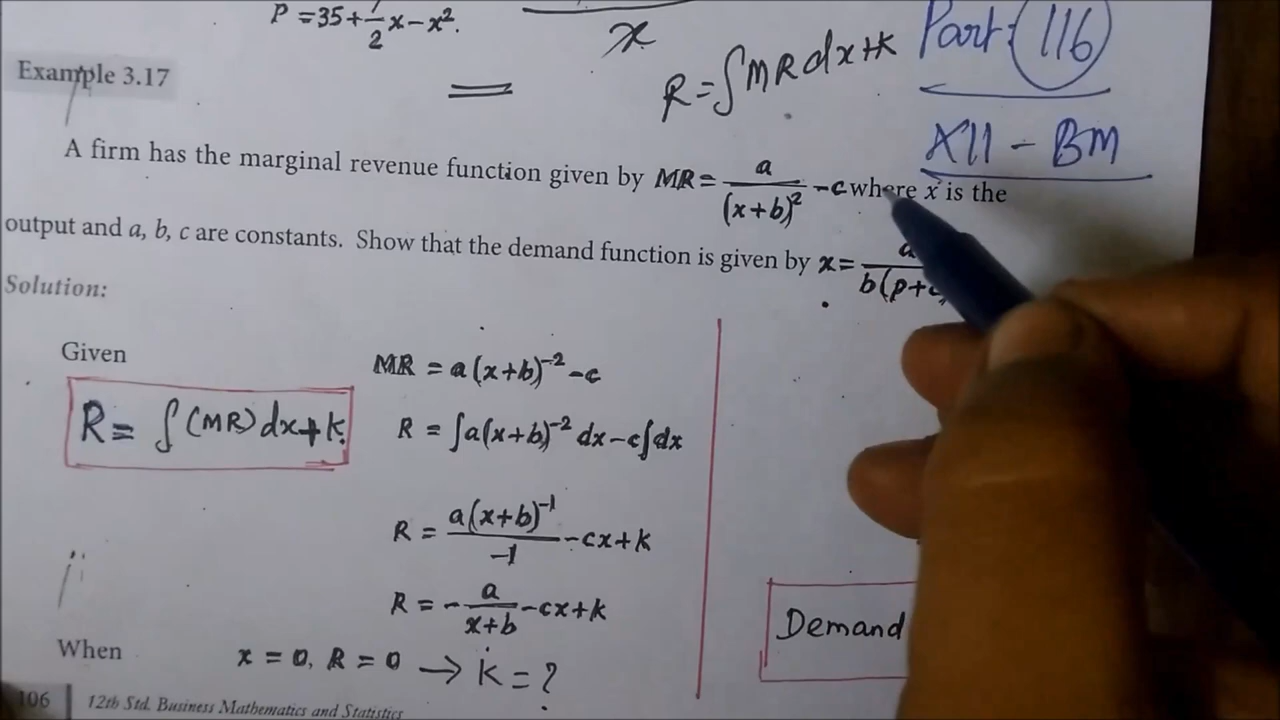 P = 35 + 1/2 x − x².
x
Part: 116
Example 3.17
R = ∫MR dx + k
XII - BM
A firm has the marginal revenue function given by MR = a/(x+b)² − c where x is the
output and a, b, c are constants. Show that the demand function is given by x = a/b(p+
Solution:
Given
MR = a(x+b)⁻² − c
R = ∫(MR) dx + k.
R = ∫a(x+b)⁻² dx − c∫dx
R = a(x+b)⁻¹/−1 − cx + k
R = − a/x+b − cx + k
Demand
When x = 0, R = 0 → k = ?
106 12th Std. Business Mathematics and Statistics